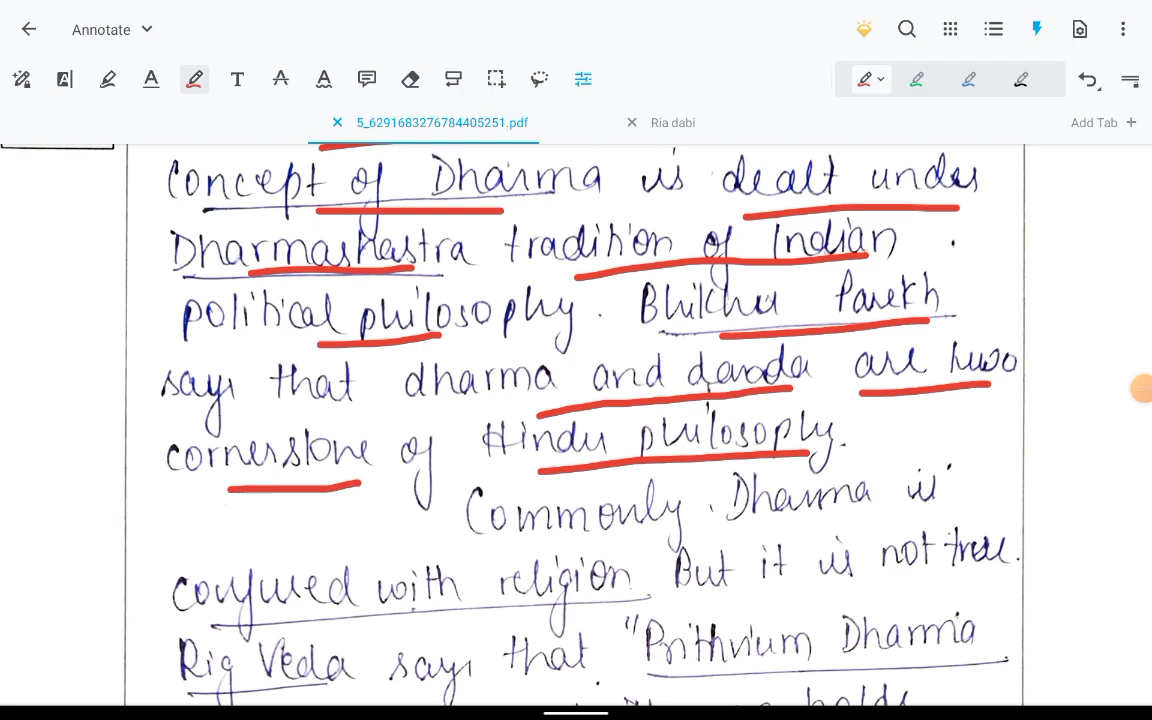 Annotate
5_6291683276784405251.pdf
Ria dabi
Add Tab +
Concept of Dharma is dealt under
Dharmashastra tradition of Indian
political philosophy. Bhikhu Parekh
says that dharma and danda are two
cornerstone of Hindu philosophy.
Commonly Dharma is
confused with religion. But it is not true.
Rig Veda says that "Prithvium Dharma
holds